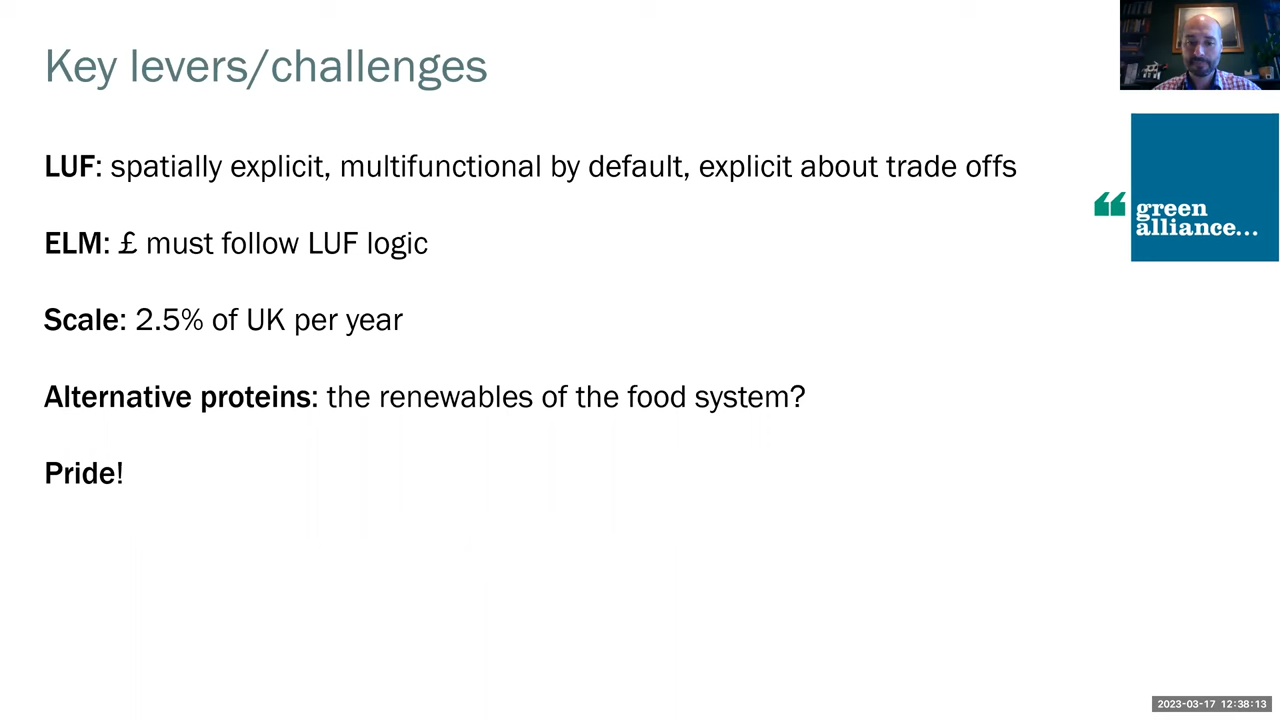 Key levers/challenges
LUF: spatially explicit, multifunctional by default, explicit about trade offs
ELM: £ must follow LUF logic
Scale: 2.5% of UK per year
Alternative proteins: the renewables of the food system?
Pride!
“ green
alliance...
2023-03-17 12:38:13